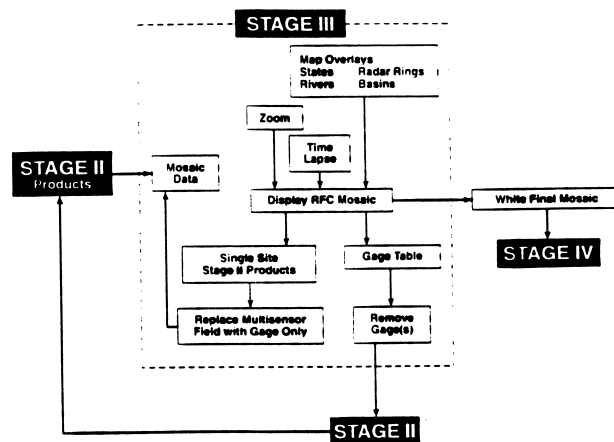 STAGE III
Map Overlays
States Radar Rings
Rivers Basins
Zoom
Time
Lapse
STAGE II
Products
Mosaic
Data
Display RFC Mosaic
White Final Mosaic
STAGE IV
Single Site
Stage II Products
Gage Table
Replace Multisensor
Field with Gage Only
Remove
Gage(s)
STAGE II